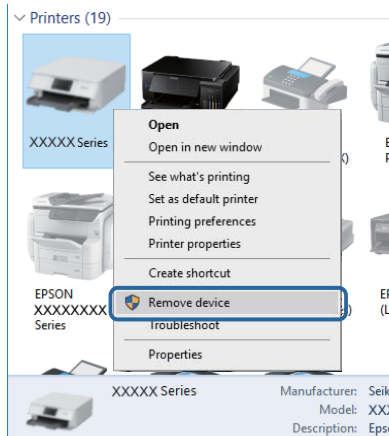 Printers (19)
XXXXX Series
Open
Open in new window
See what's printing
Set as default printer
Printing preferences
Printer properties
Create shortcut
Remove device
Troubleshoot
Properties
EPSON
XXXXXXXX
Series
XXXXX Series
Manufacturer:
Model:
Description: